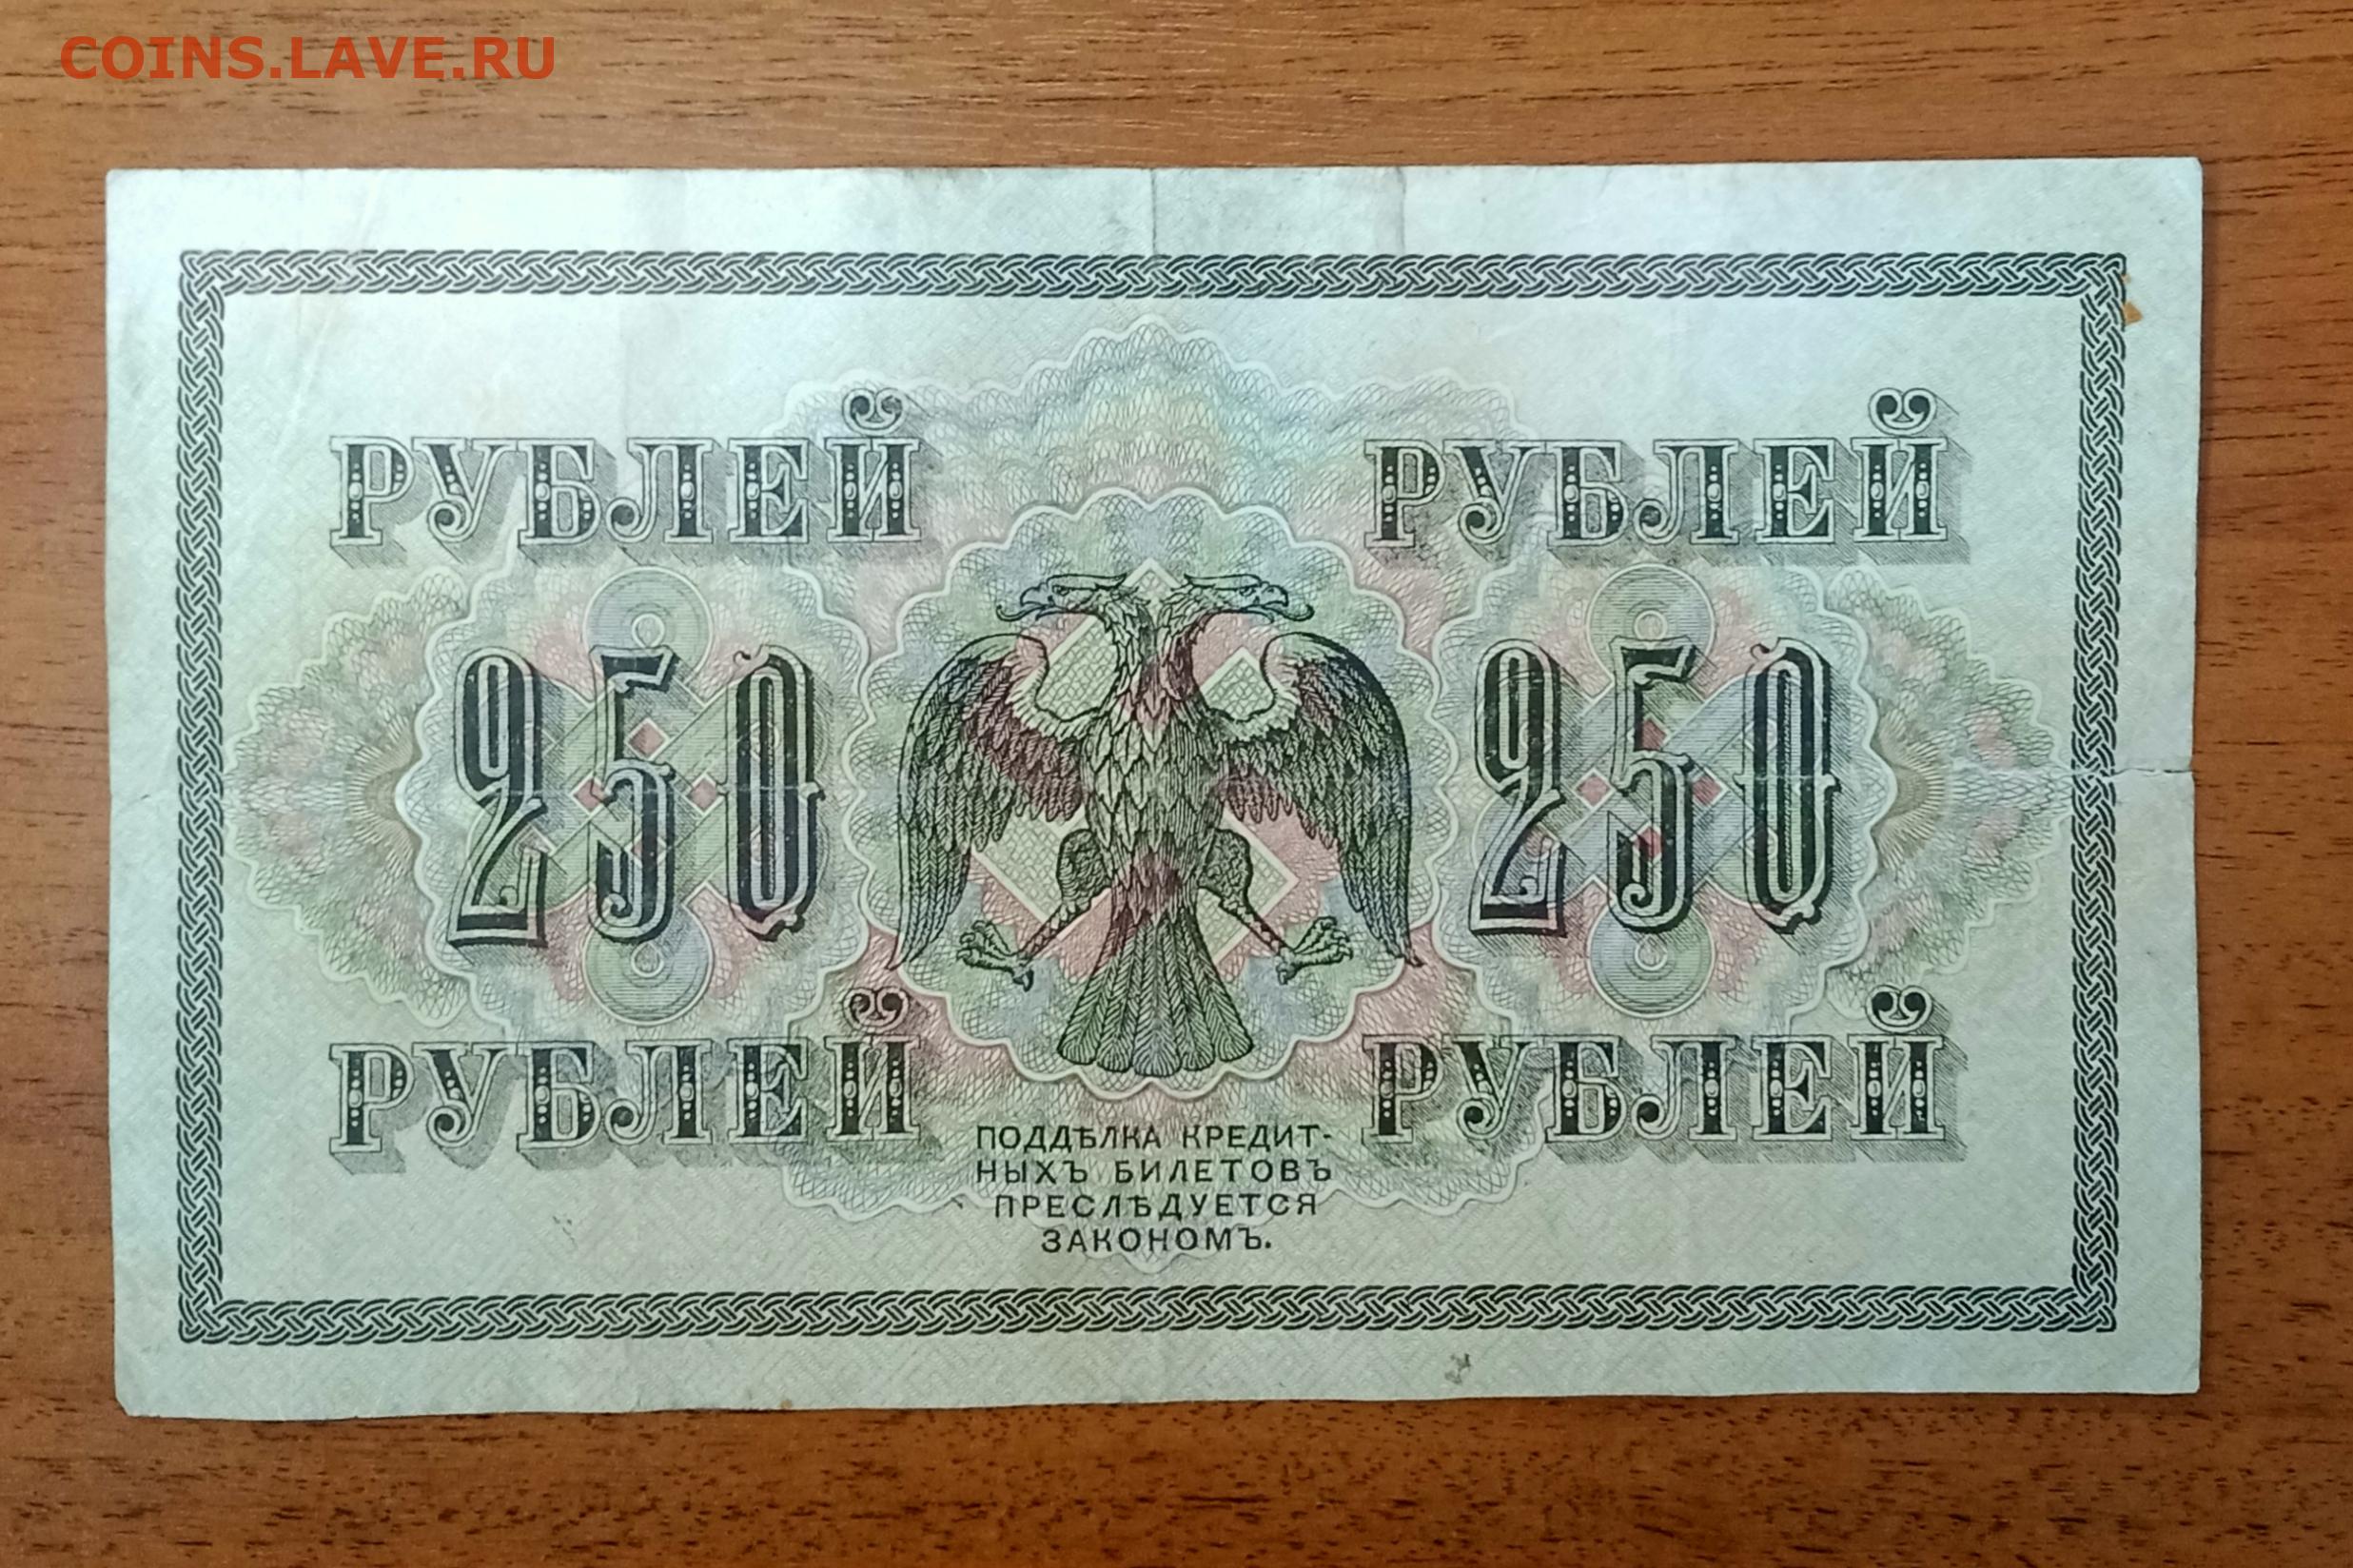 COINS.LAVE.RU
РУБЛЕЙ РУБЛЕЙ
250 250
РУБЛЕЙ РУБЛЕЙ
ПОДДѢЛКА КРЕДИТ-
НЫХЪ БИЛЕТОВЪ
ПРЕСЛѢДУЕТСЯ
ЗАКОНОМЪ.